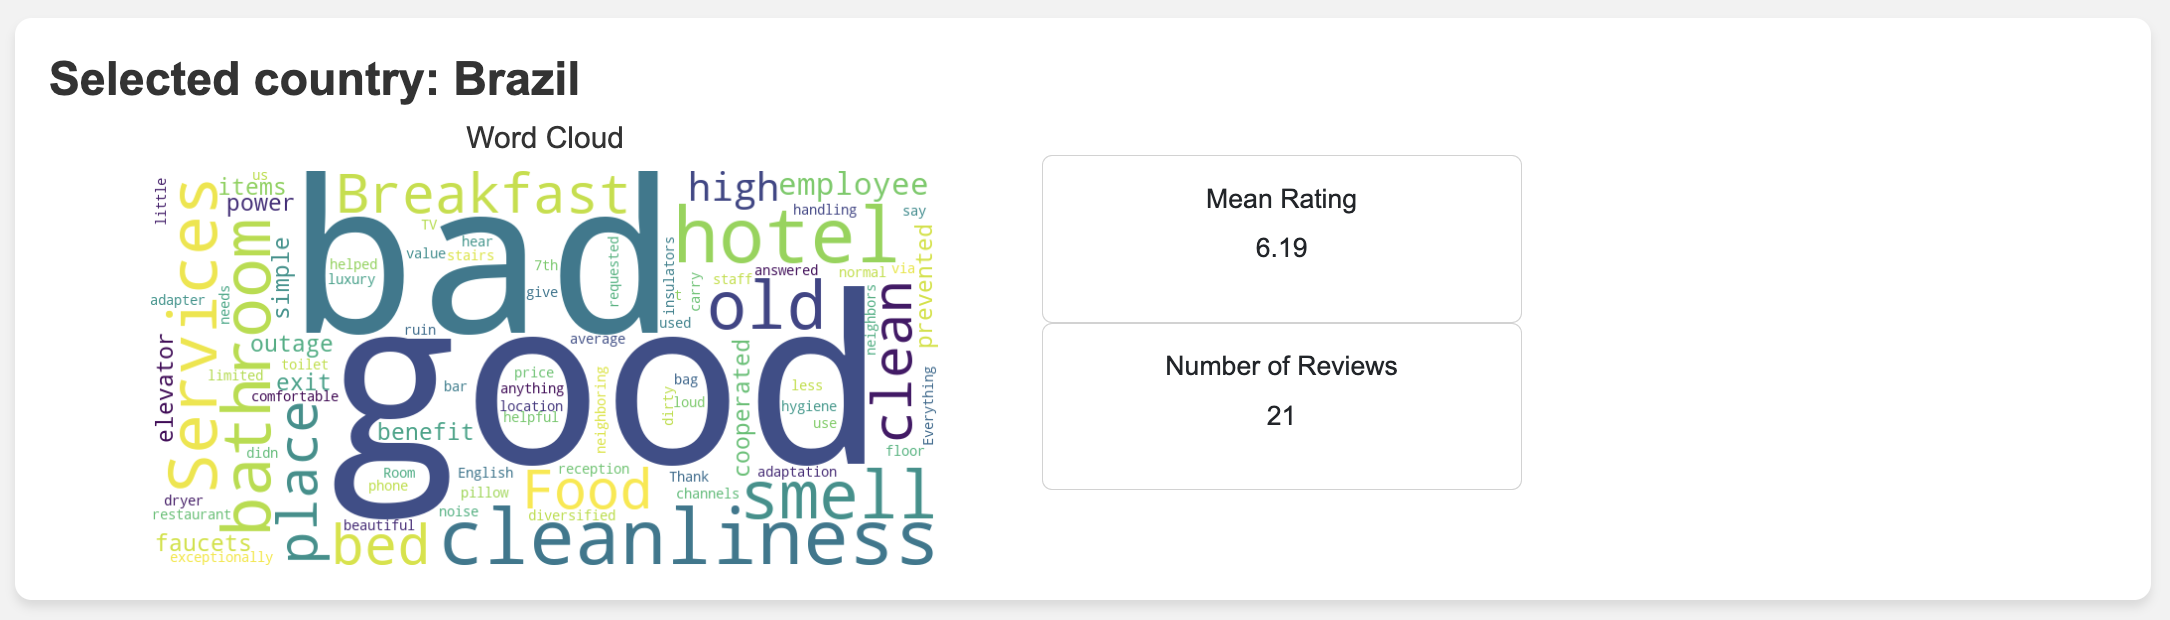 Selected country: Brazil
Word Cloud
little
services
us
items
power
bad
Breakfast
high
employee
handling
say
hotel
TV
hear
value
stairs
helped
luxury
7th
requested
give
insulators
t
carry
staff
answered
normal
via
prevented
adapter
needs
bathroom
simple
old
used
neighbors
clean
ruin
average
outage
toilet
limited
exit
comfortable
elevator
good
bar
price
anything
location
helpful
neighboring
bag
dirty
loud
cooperated
less
hygiene
use
Everything
benefit
place
didn
floor
Room
phone
English
pillow
Food
reception
Thank
channels
adaptation
smell
dryer
restaurant
noise
diversified
beautiful
faucets
exceptionally
bed
cleanliness
Mean Rating
6.19
Number of Reviews
21